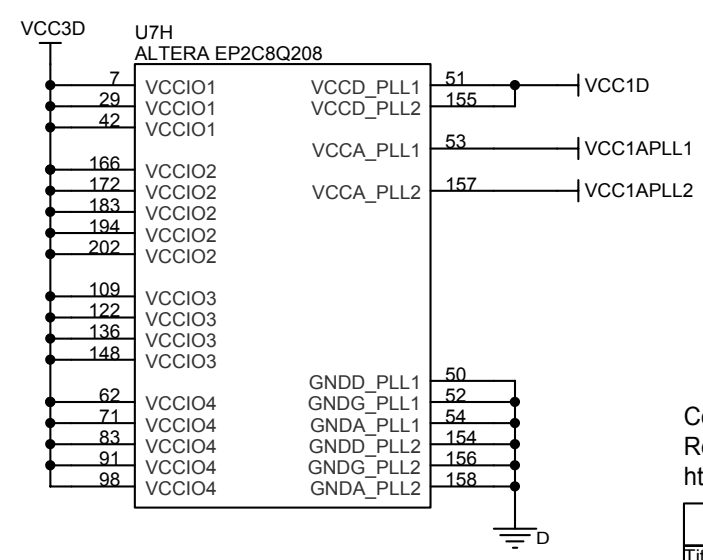 VCC3D
U7H
ALTERA EP2C8Q208
7 VCCIO1 VCCD_PLL1 51 VCC1D
29 VCCIO1 VCCD_PLL2 155
42 VCCIO1
VCCA_PLL1 53 VCC1APLL1
166 VCCIO2
172 VCCIO2 VCCA_PLL2 157 VCC1APLL2
183 VCCIO2
194 VCCIO2
202 VCCIO2
109 VCCIO3
122 VCCIO3
136 VCCIO3
148 VCCIO3
GNDD_PLL1 50
62 VCCIO4 GNDG_PLL1 52
71 VCCIO4 GNDA_PLL1 54
83 VCCIO4 GNDD_PLL2 154
91 VCCIO4 GNDG_PLL2 156
98 VCCIO4 GNDA_PLL2 158
D